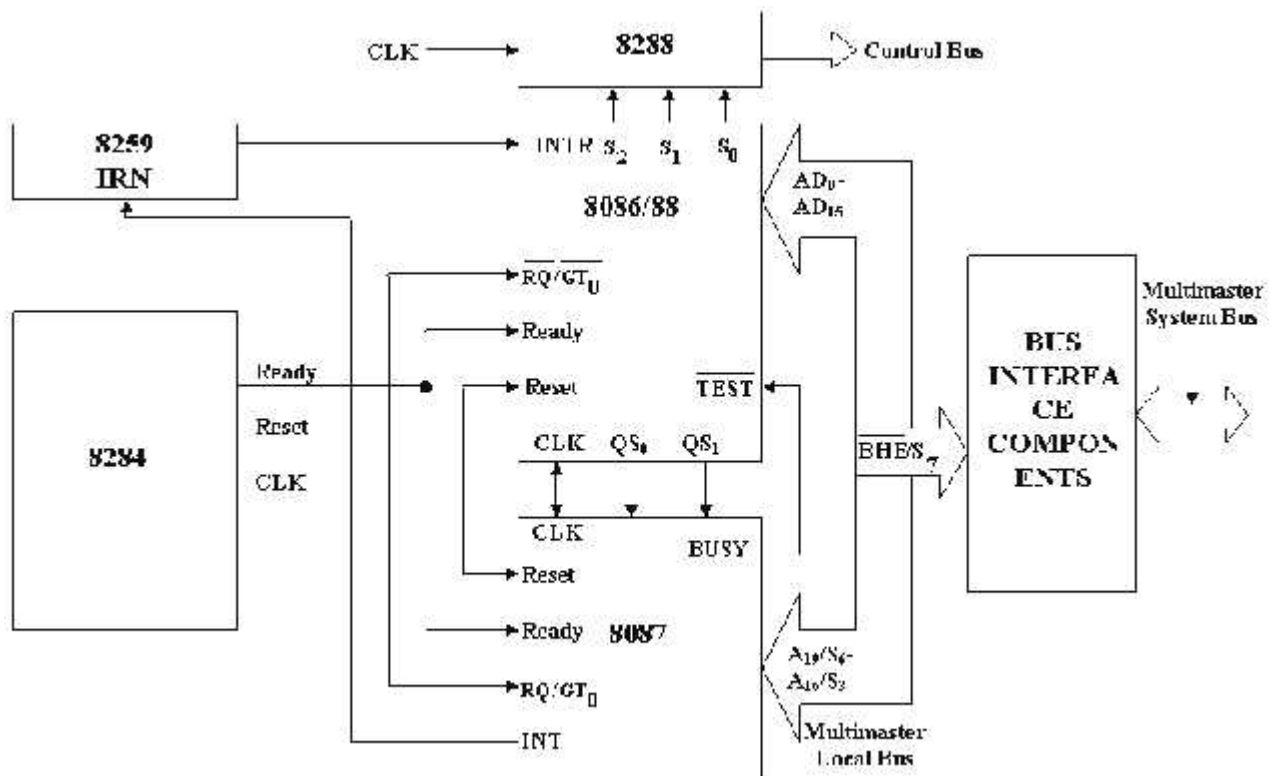 8288
CLK
Control Bus
8259
IRN
INTR S2 S1 S0
8086/88
AD0-
AD15
RQ/GTU
Ready
Reset
TEST
CLK QS0 QS1
Ready
Reset
CLK
8284
BHE/S7
BUS
INTERFA
CE
COMPON
ENTS
Multimaster
System Bus
CLK
BUSY
Reset
Ready 8087
RQ/GT0
INT
A19/S6-
A16/S3
Multimaster
Local Bus